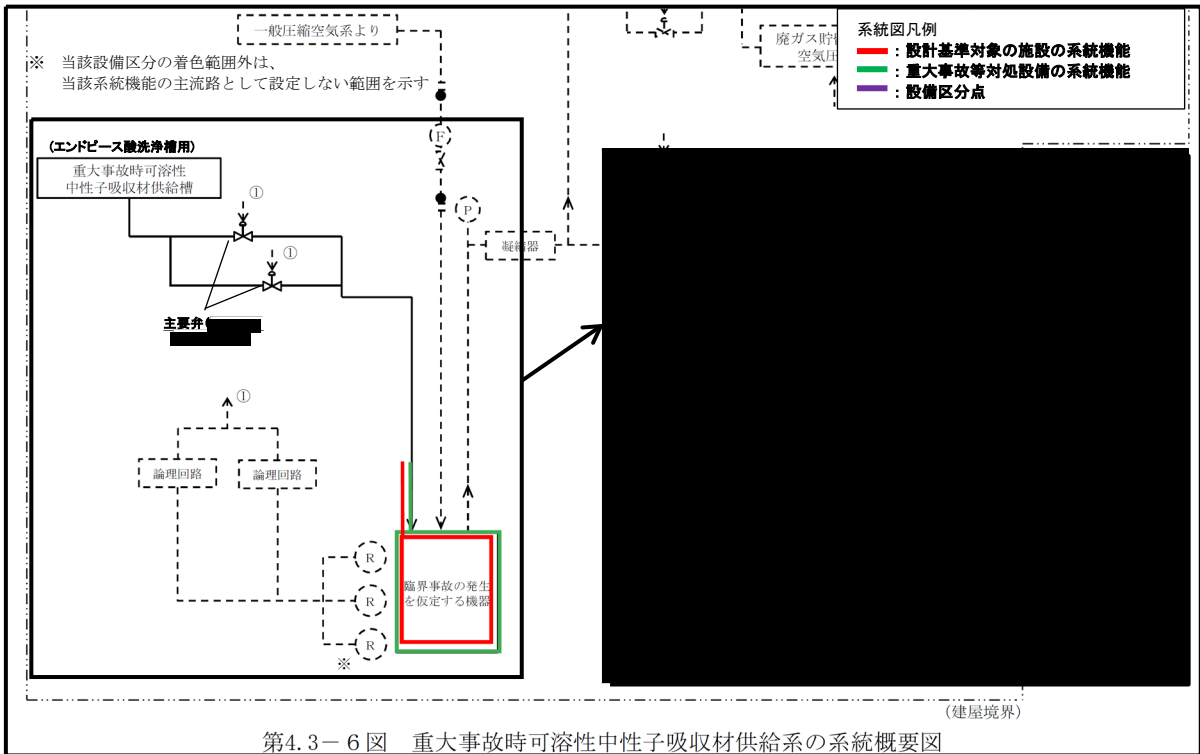 一般圧縮空気系より
※ 当該設備区分の着色範囲外は、
当該系統機能の主流路として設定しない範囲を示す
廃ガス貯
空気圧
系統図凡例
：設計基準対象の施設の系統機能
：重大事故等対処設備の系統機能
：設備区分点
(エンドピース酸洗浄槽用)
重大事故時可溶性
中性子吸収材供給槽
①
①
F
P
凝縮器
主要弁(
①
論理回路
論理回路
R
R
R
※
臨界事故の発生
を仮定する機器
(建屋境界)
第4.3－6図 重大事故時可溶性中性子吸収材供給系の系統概要図